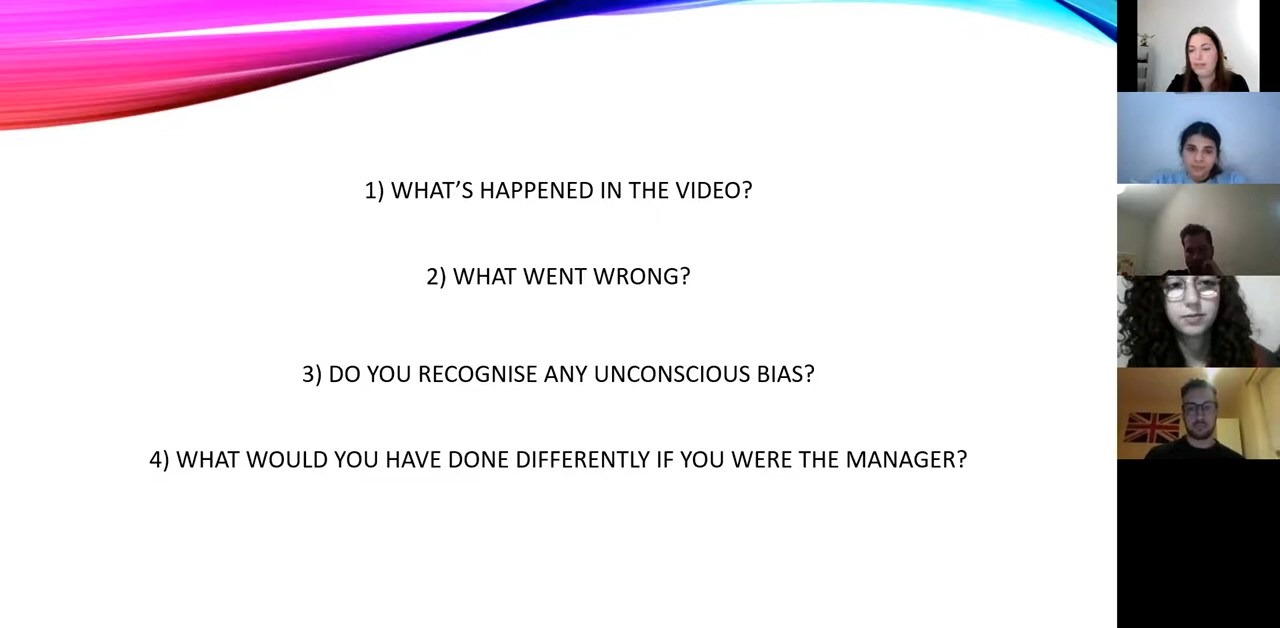 1) WHAT’S HAPPENED IN THE VIDEO?
2) WHAT WENT WRONG?
3) DO YOU RECOGNISE ANY UNCONSCIOUS BIAS?
4) WHAT WOULD YOU HAVE DONE DIFFERENTLY IF YOU WERE THE MANAGER?